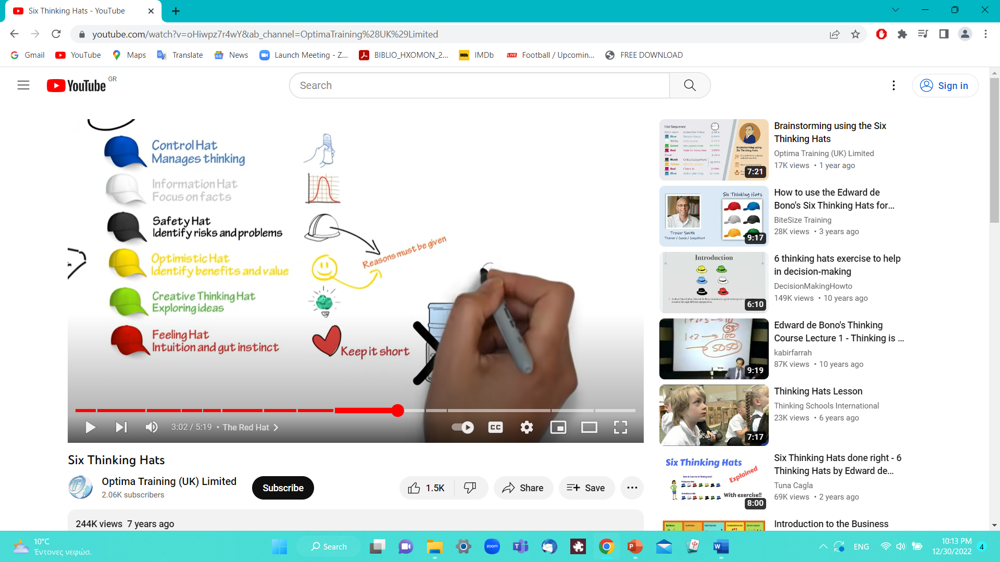 Six Thinking Hats - YouTube
youtube.com/watch?v=oHiwpz7r4wY&ab_channel=OptimaTraining%28UK%29Limited
Gmail YouTube Maps Translate News Launch Meeting - Z... BIBLIO_HXOMON_2... IMDb Football / Upcomin... FREE DOWNLOAD
YouTube GR
Search
Sign in
Control Hat
Manages thinking
Information Hat
Focus on facts
Safety Hat
Identify risks and problems
Reasons must be given
Optimistic Hat
Identify benefits and value
Creative Thinking Hat
Exploring ideas
Feeling Hat
Intuition and gut instinct
Keep it short
3:02 / 5:19 • The Red Hat
CC
Six Thinking Hats
Optima Training (UK) Limited
2.06K subscribers
Subscribe
1.5K
Share
Save
244K views 7 years ago
Hat Sequence
7:21
Brainstorming using the Six
Thinking Hats
Optima Training (UK) Limited
17K views • 1 year ago
Six Thinking Hats
Trevor Smith
Trainer / Coach / Consultant
9:17
How to use the Edward de
Bono's Six Thinking Hats for...
BiteSize Training
28K views • 3 years ago
Introduction
6:10
6 thinking hats exercise to help
in decision-making
DecisionMakingHowto
149K views • 10 years ago
9:19
Edward de Bono's Thinking
Course Lecture 1 - Thinking is ...
kabirfarrah
87K views • 10 years ago
7:17
Thinking Hats Lesson
Thinking Schools International
23K views • 6 years ago
Six Thinking Hats
Explained
With exercise!!
8:00
Six Thinking Hats done right - 6
Thinking Hats by Edward de...
Tuna Cagla
69K views • 2 years ago
Introduction to the Business
10°C
Έντονες νεφώσ.
Search
zoom
ENG
10:13 PM
12/30/2022
4